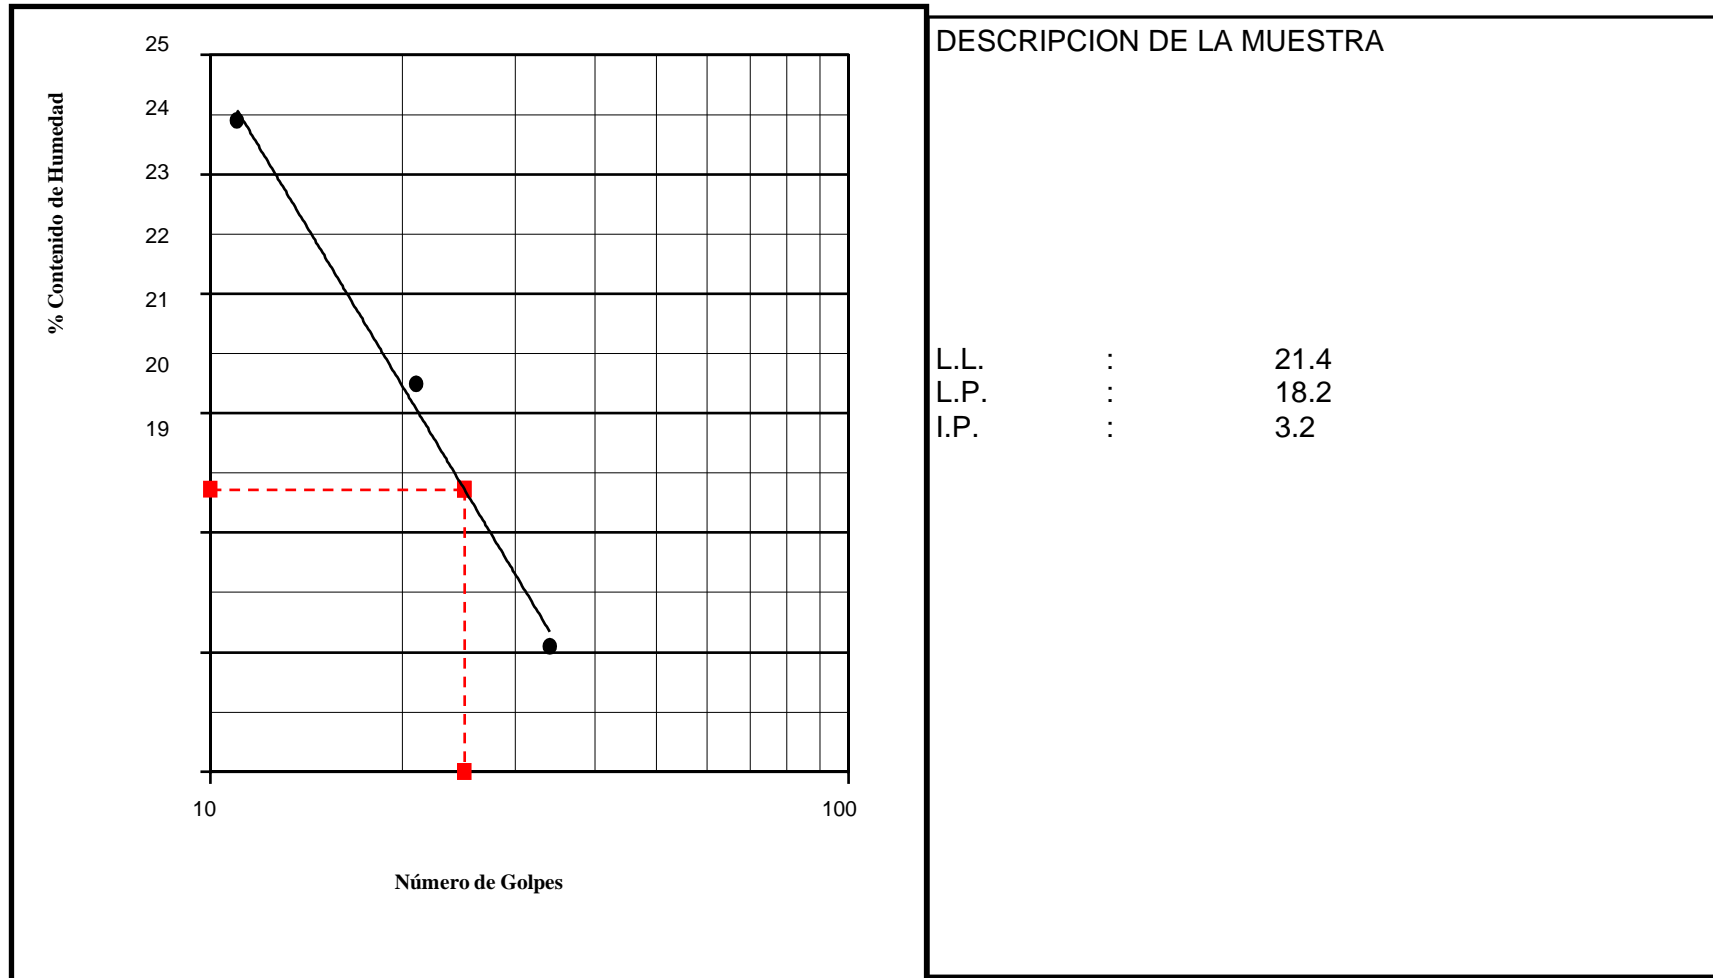 25
24
23
22
21
20
19
% Contenido de Humedad
10
100
Número de Golpes
DESCRIPCION DE LA MUESTRA
L.L. : 21.4
L.P. : 18.2
I.P. : 3.2